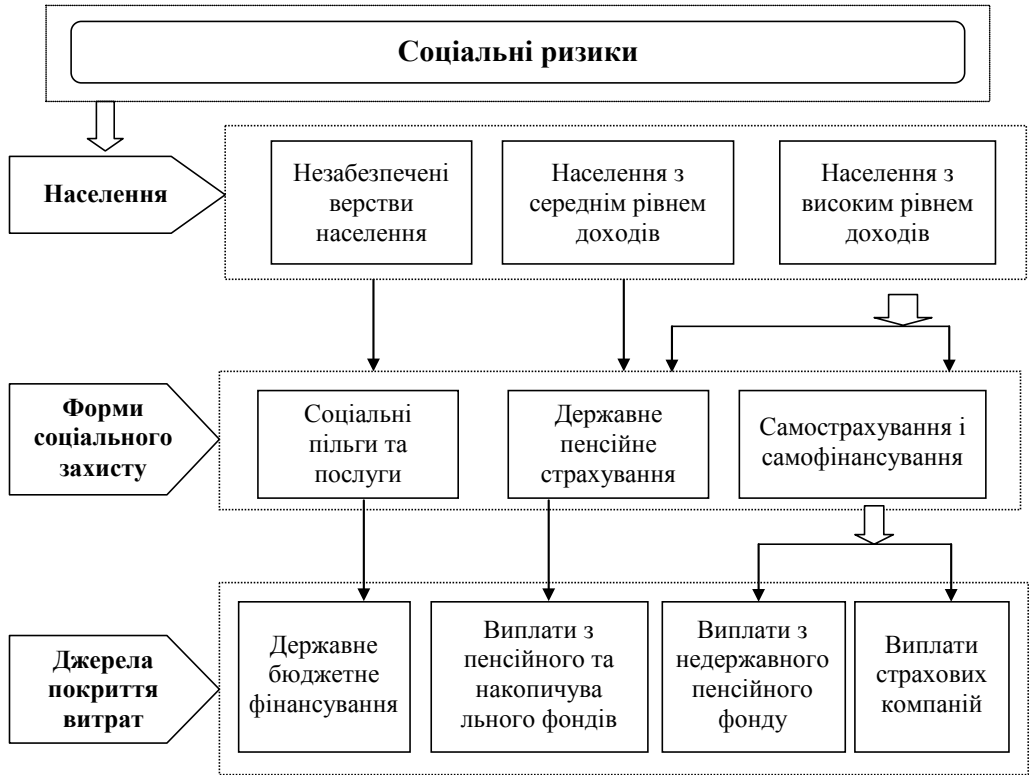 Соціальні ризики
Населення
Незабезпечені
верстви
населення
Населення з
середнім рівнем
доходів
Населення з
високим рівнем
доходів
Форми
соціального
захисту
Соціальні
пільги та
послуги
Державне
пенсійне
страхування
Самострахування і
самофінансування
Джерела
покриття
витрат
Державне
бюджетне
фінансування
Виплати з
пенсійного та
накопичува
льного фондів
Виплати з
недержавного
пенсійного
фонду
Виплати
страхових
компаній